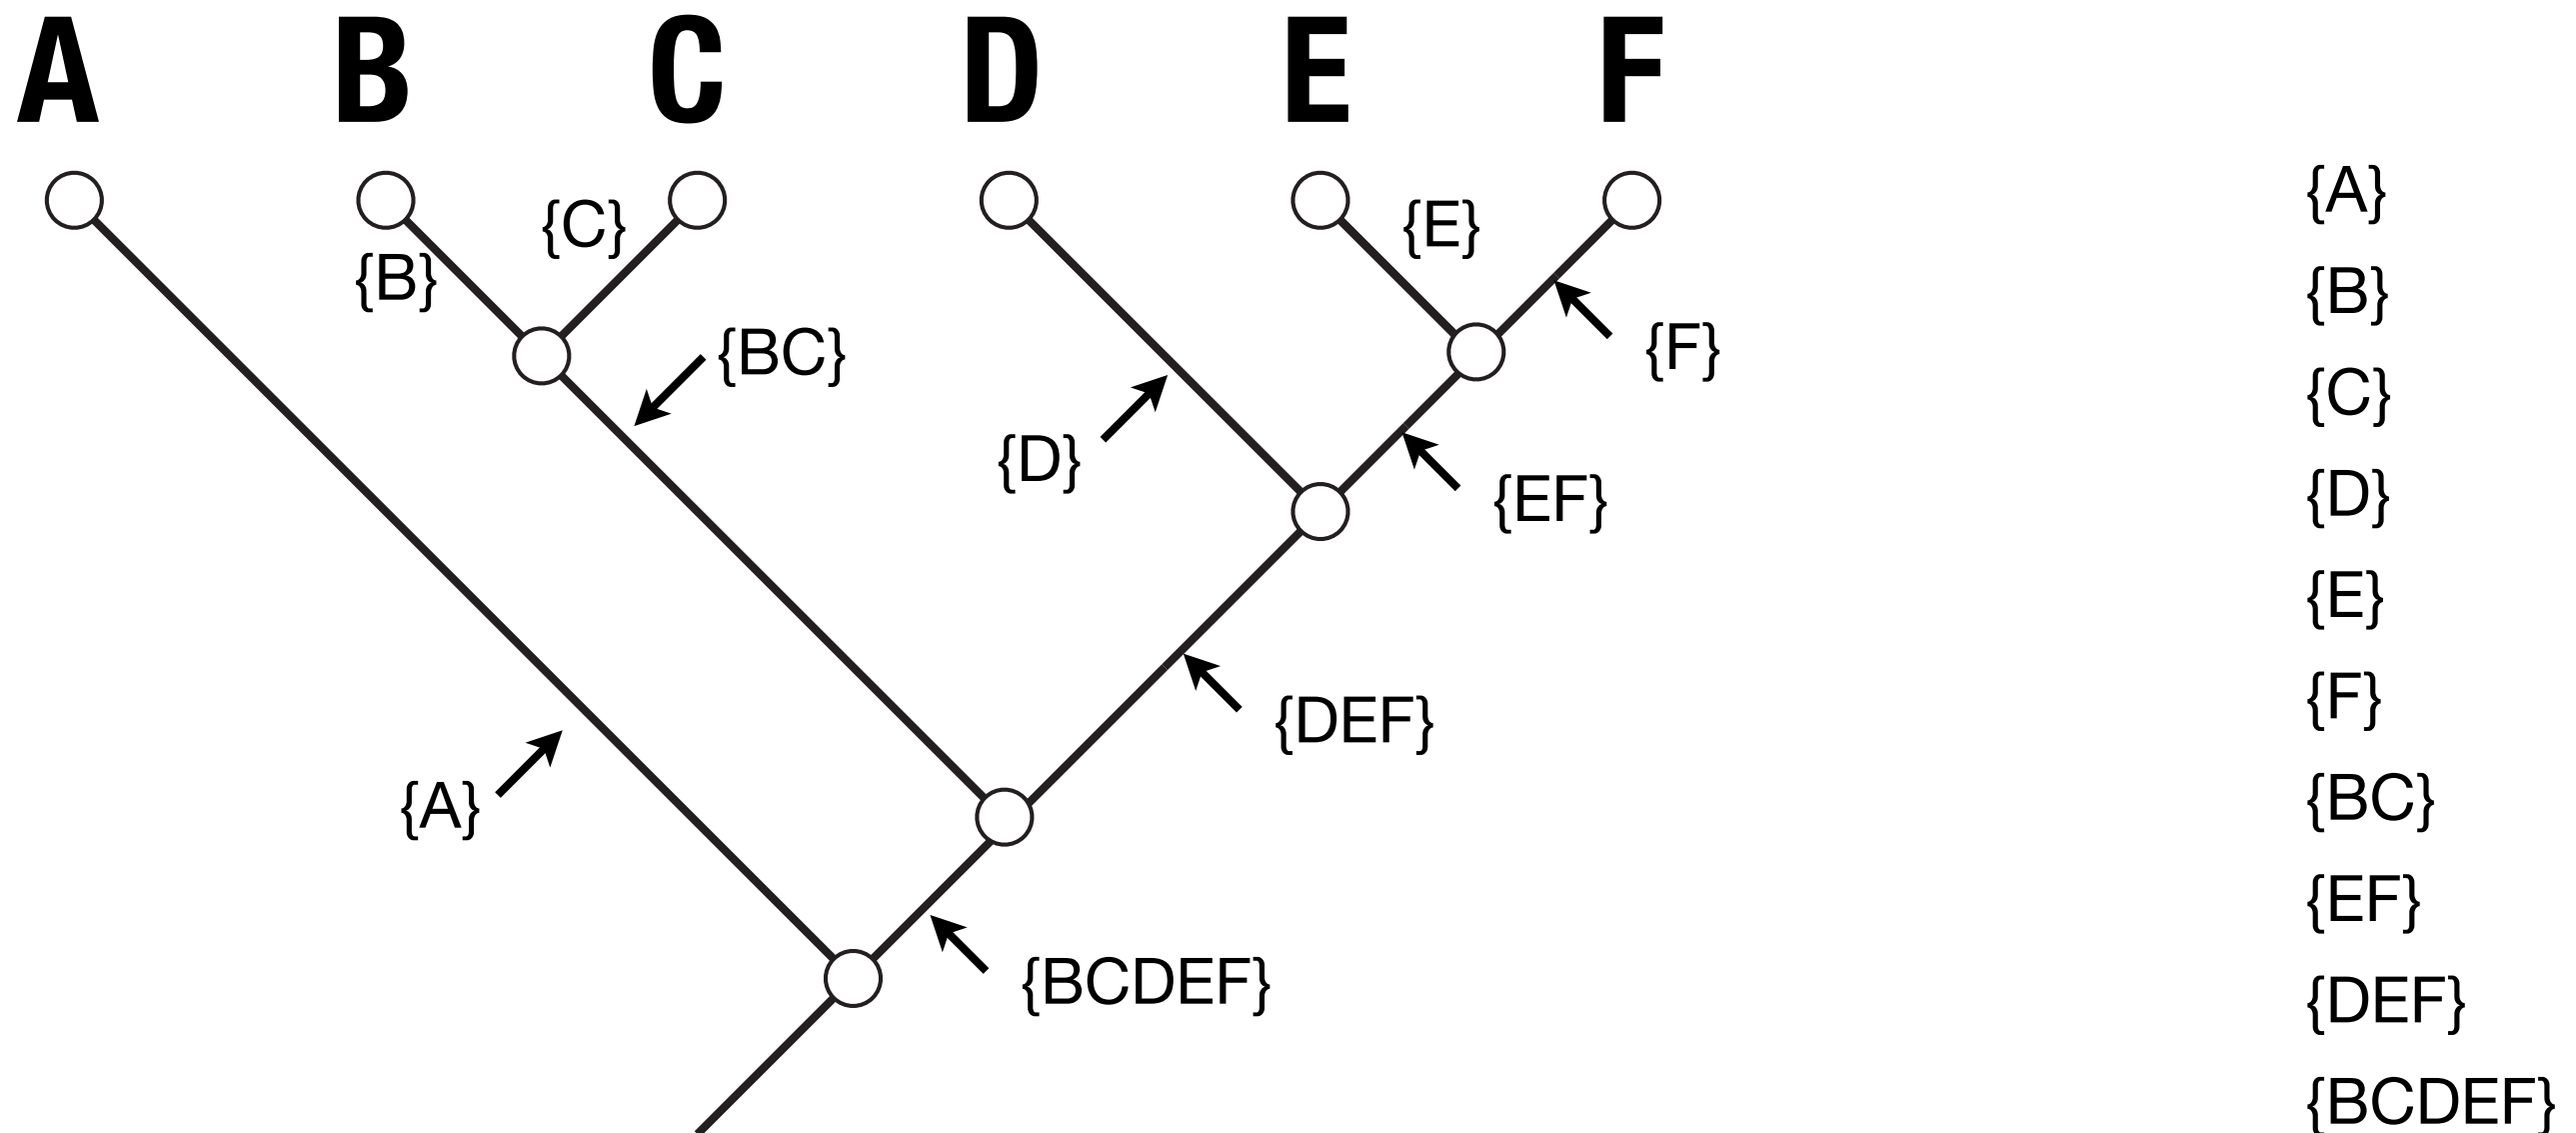 A B C D E F
{C} {E}
{B}
{BC}
{F}
{D}
{EF}
{DEF}
{A}
{BCDEF}
{A}
{B}
{C}
{D}
{E}
{F}
{BC}
{EF}
{DEF}
{BCDEF}